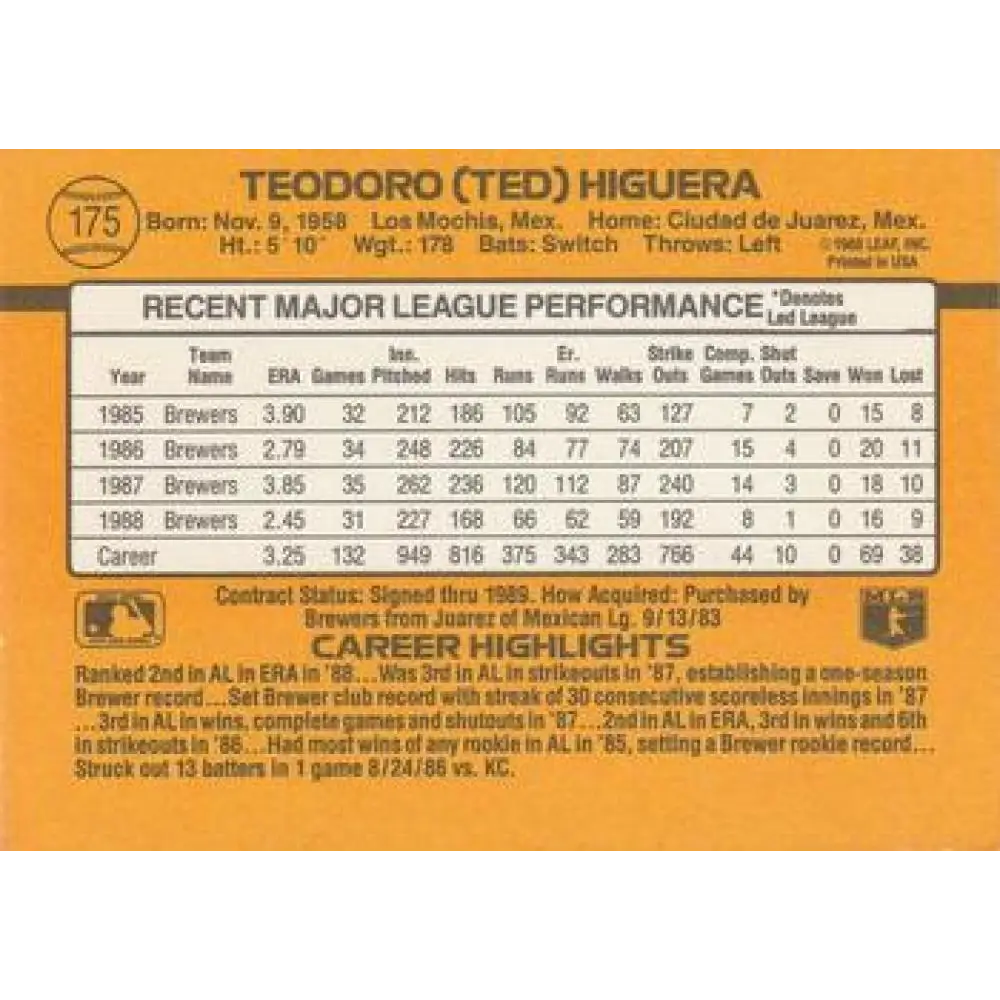 TEODORO (TED) HIGUERA
175
Born: Nov. 9, 1958 Los Mochis, Mex. Home: Ciudad de Juarez, Mex.
Ht.: 5' 10" Wgt.: 178 Bats: Switch Throws: Left
© 1988 LEAF, INC.
Printed in USA
RECENT MAJOR LEAGUE PERFORMANCE *Denotes Led League
Year Team Name ERA Games Inn. Pitched Hits Runs Er. Runs Walks Strike Outs Comp. Games Shut Outs Save Won Lost
1985 Brewers 3.90 32 212 186 105 92 63 127 7 2 0 15 8
1986 Brewers 2.79 34 248 226 84 77 74 207 15 4 0 20 11
1987 Brewers 3.85 35 262 236 120 112 87 240 14 3 0 18 10
1988 Brewers 2.45 31 227 168 66 62 59 192 8 1 0 16 9
Career 3.25 132 949 816 375 343 283 766 44 10 0 69 38
Contract Status: Signed thru 1989. How Acquired: Purchased by
Brewers from Juarez of Mexican Lg. 9/13/83
CAREER HIGHLIGHTS
Ranked 2nd in AL in ERA in '88...Was 3rd in AL in strikeouts in '87, establishing a one-season
Brewer record...Set Brewer club record with streak of 30 consecutive scoreless innings in '87
...3rd in AL in wins, complete games and shutouts in '87...2nd in AL in ERA, 3rd in wins and 6th
in strikeouts in '86...Had most wins of any rookie in AL in '85, setting a Brewer rookie record...
Struck out 13 batters in 1 game 8/24/86 vs. KC.